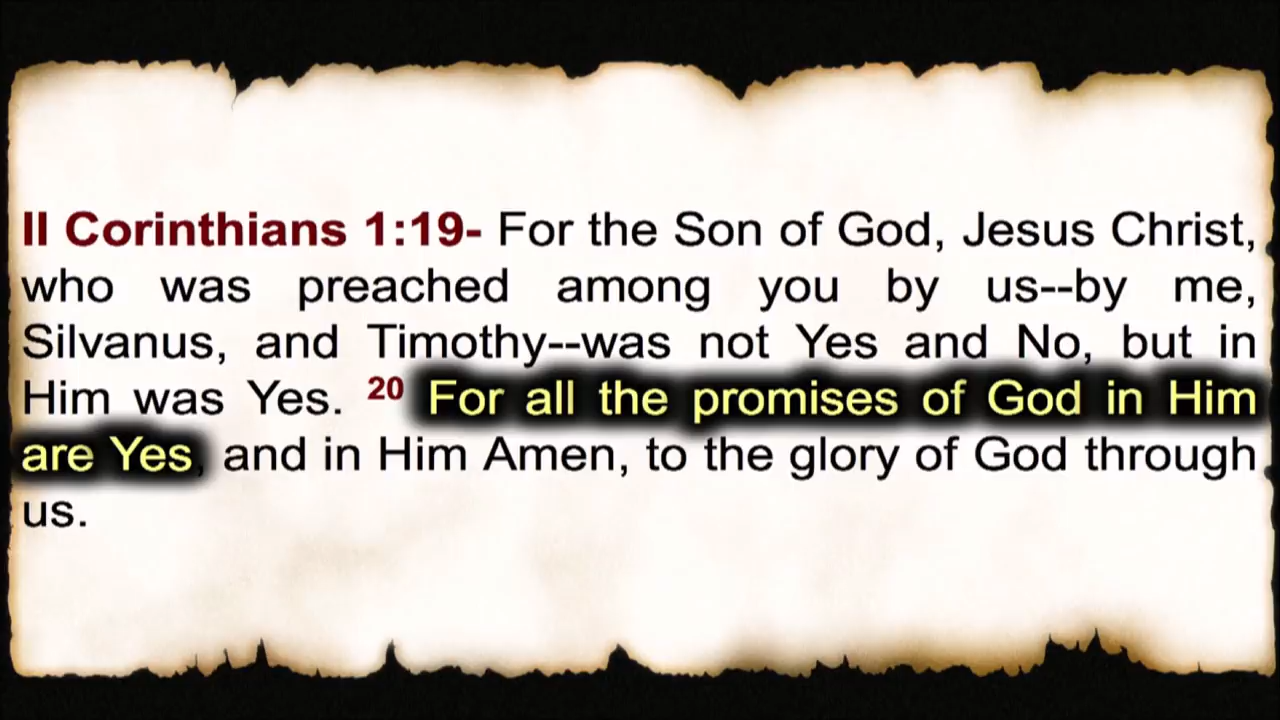 II Corinthians 1:19- For the Son of God, Jesus Christ,
who was preached among you by us--by me,
Silvanus, and Timothy--was not Yes and No, but in
Him was Yes. 20 For all the promises of God in Him
are Yes, and in Him Amen, to the glory of God through
us.